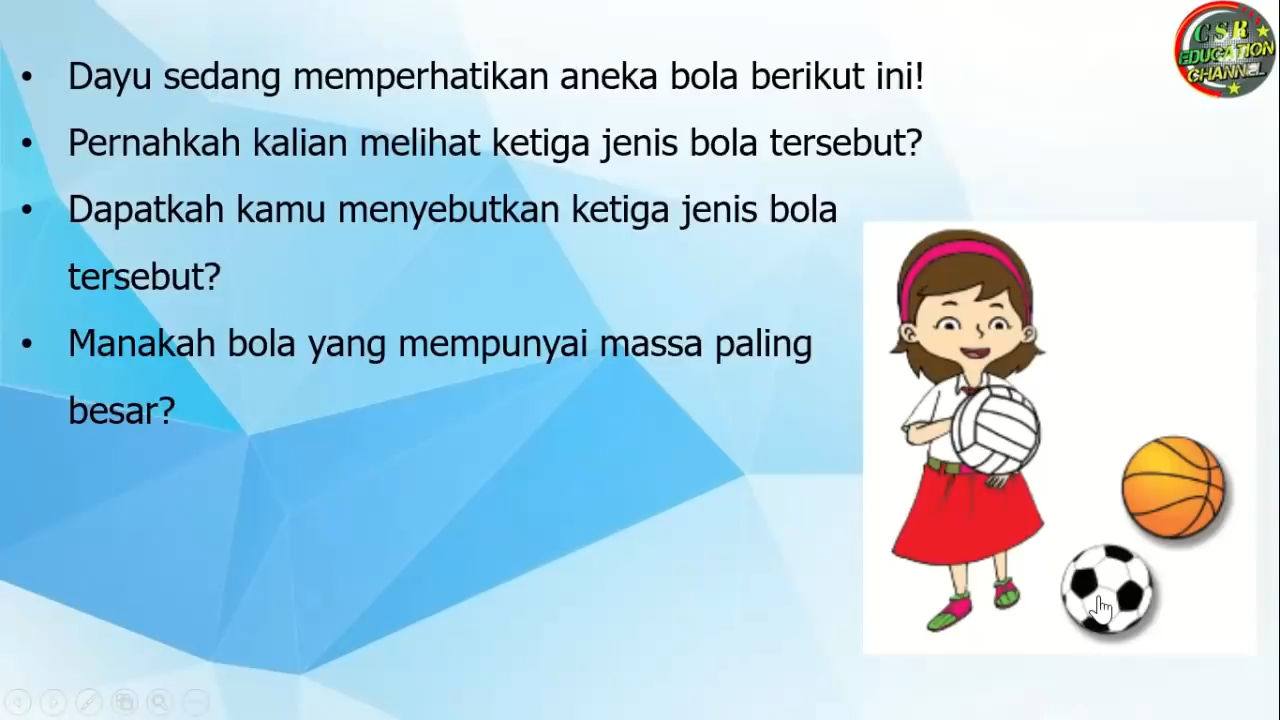 • Dayu sedang memperhatikan aneka bola berikut ini!
• Pernahkah kalian melihat ketiga jenis bola tersebut?
• Dapatkah kamu menyebutkan ketiga jenis bola
tersebut?
• Manakah bola yang mempunyai massa paling
besar?
CSR
EDUCATION
CHANNEL